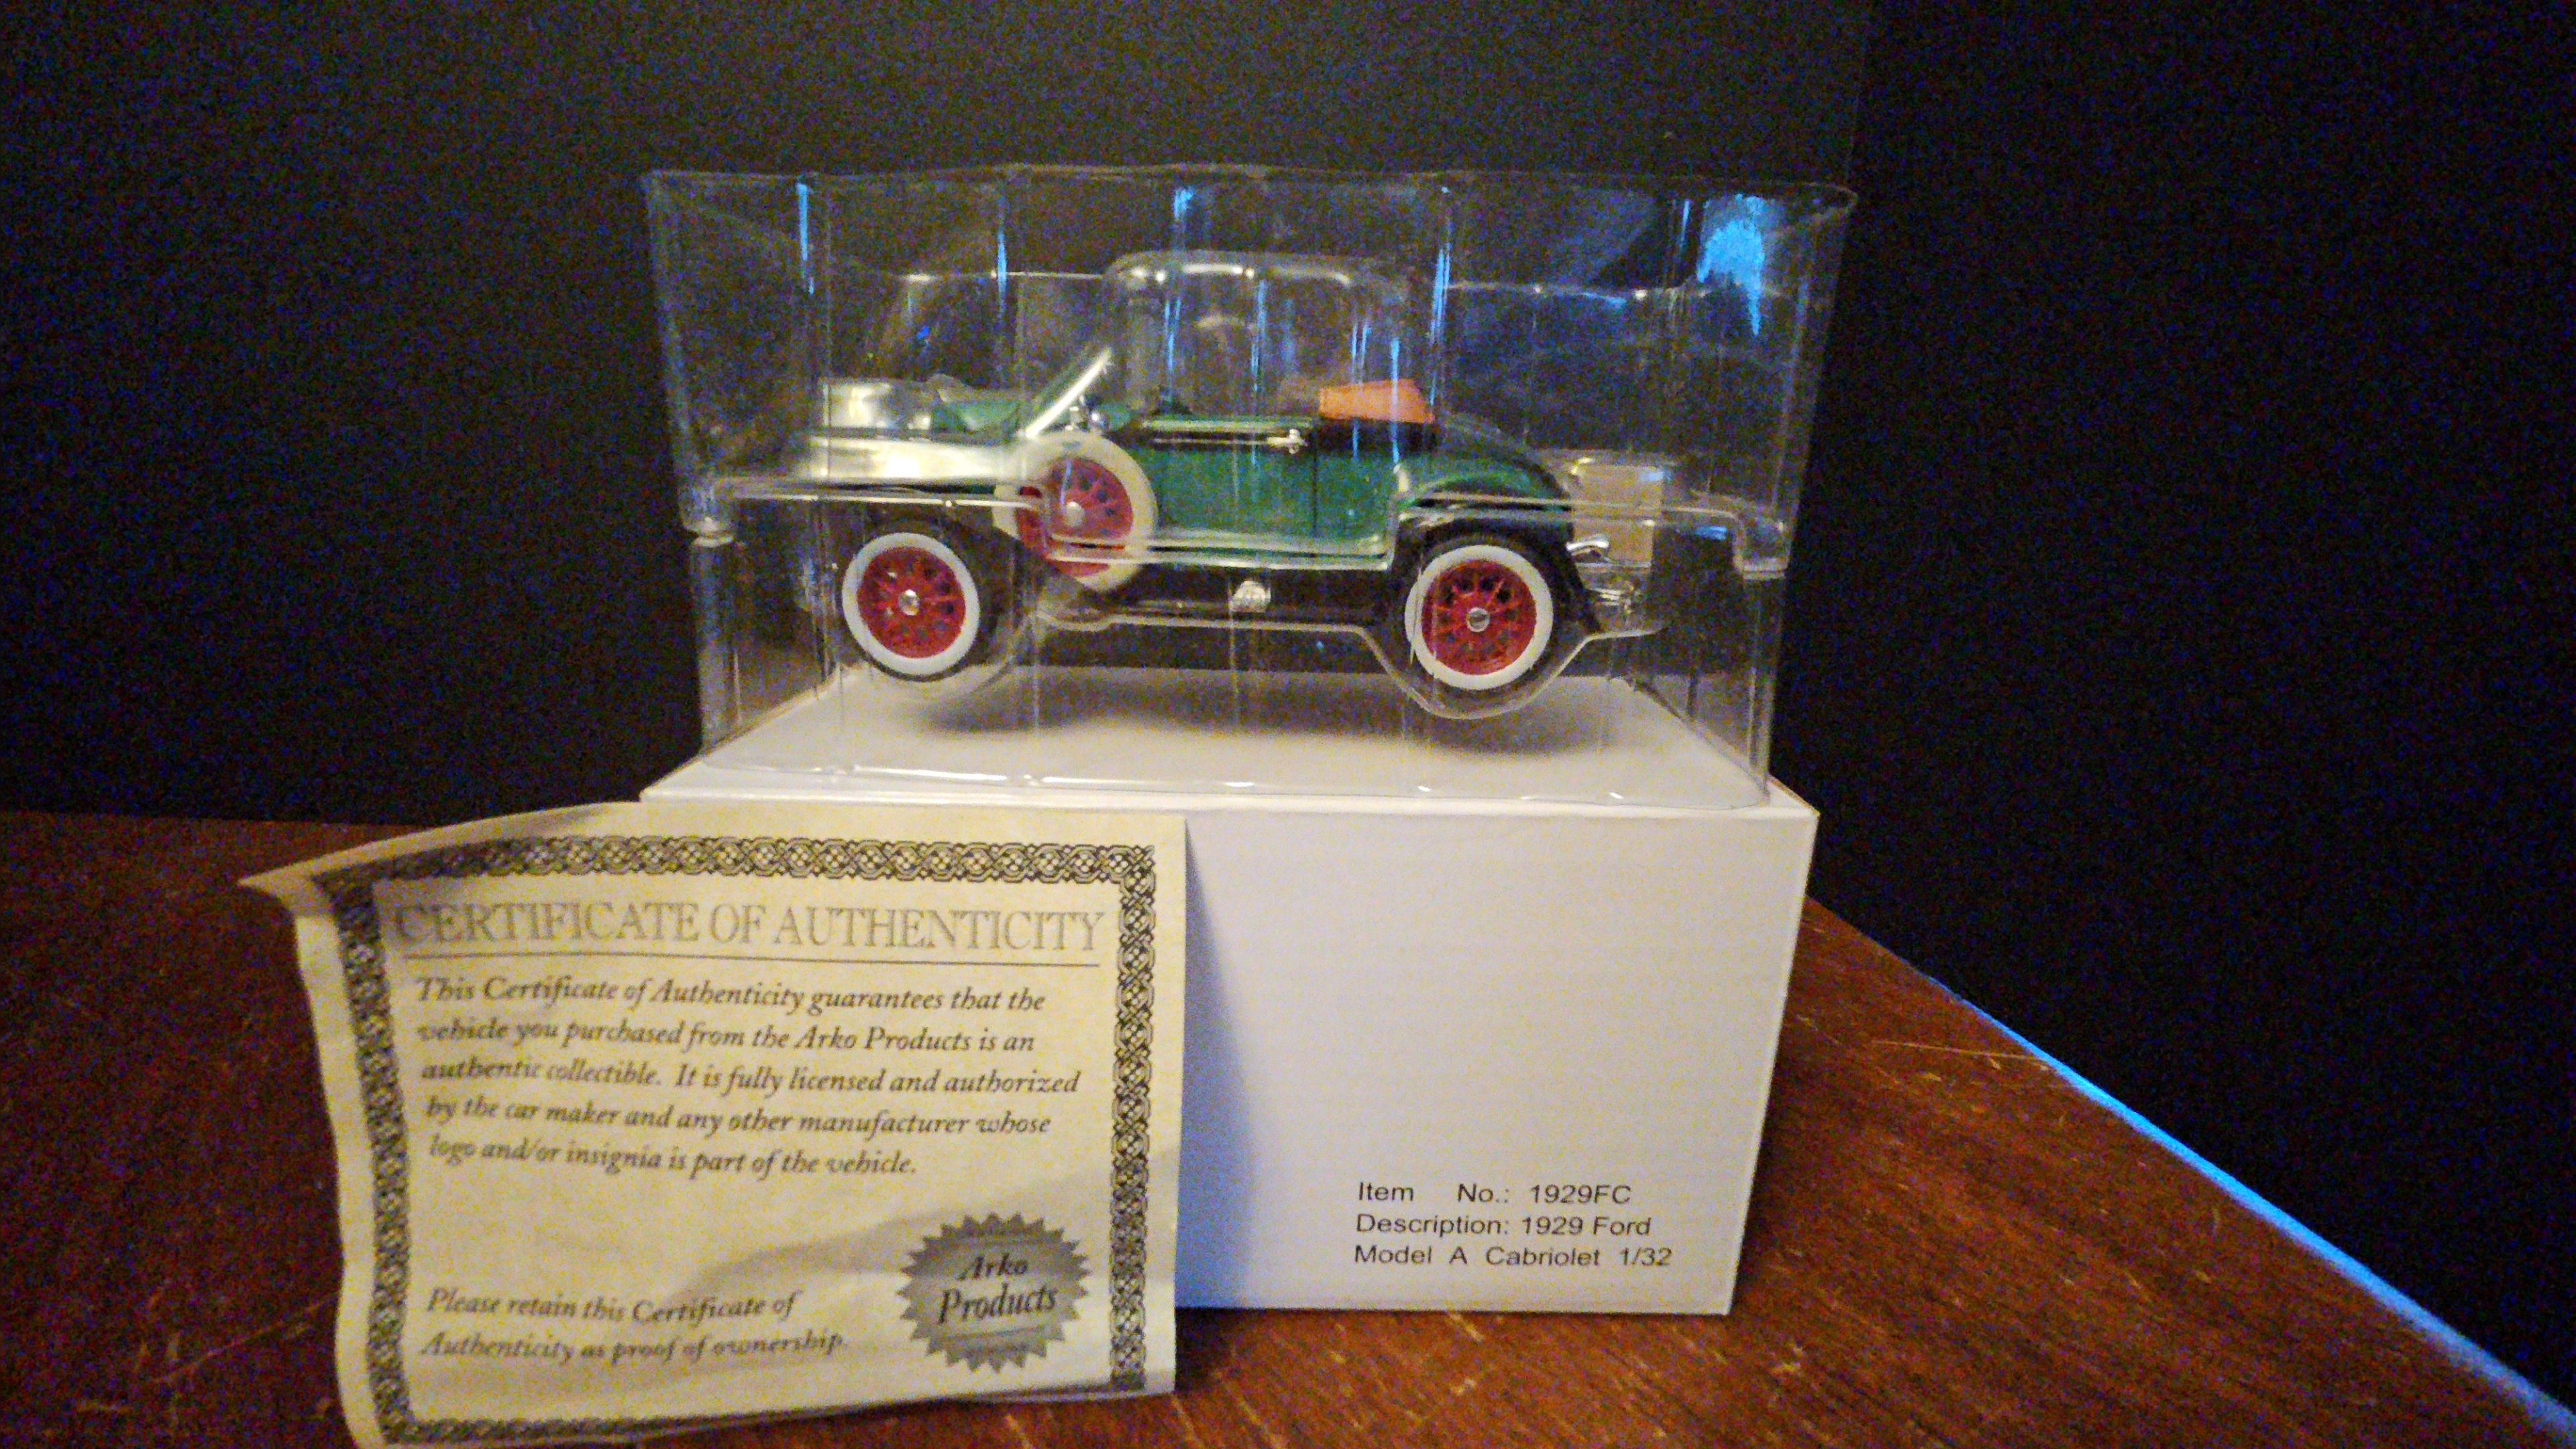 CERTIFICATE OF AUTHENTICITY
This Certificate of Authenticity guarantees that the
vehicle you purchased from the Arko Products is an
authentic collectible. It is fully licensed and authorized
by the car maker and any other manufacturer whose
logo and/or insignia is part of the vehicle.
Please retain this Certificate of
Authenticity as proof of ownership.
Arko
Products
Item No.: 1929FC
Description: 1929 Ford
Model A Cabriolet 1/32